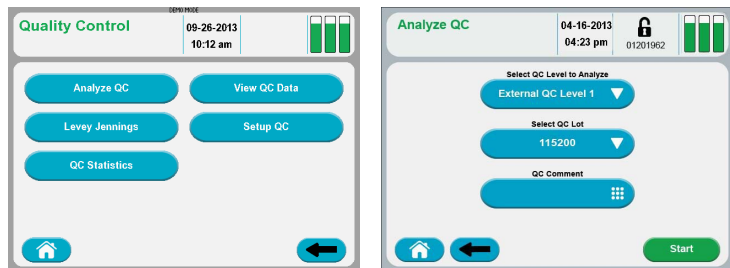 DEMO MODE
Quality Control
09-26-2013
10:12 am
Analyze QC
View QC Data
Levey Jennings
Setup QC
QC Statistics
Analyze QC
04-16-2013
04:23 pm
01201962
Select QC Level to Analyze
External QC Level 1
Select QC Lot
115200
QC Comment
Start